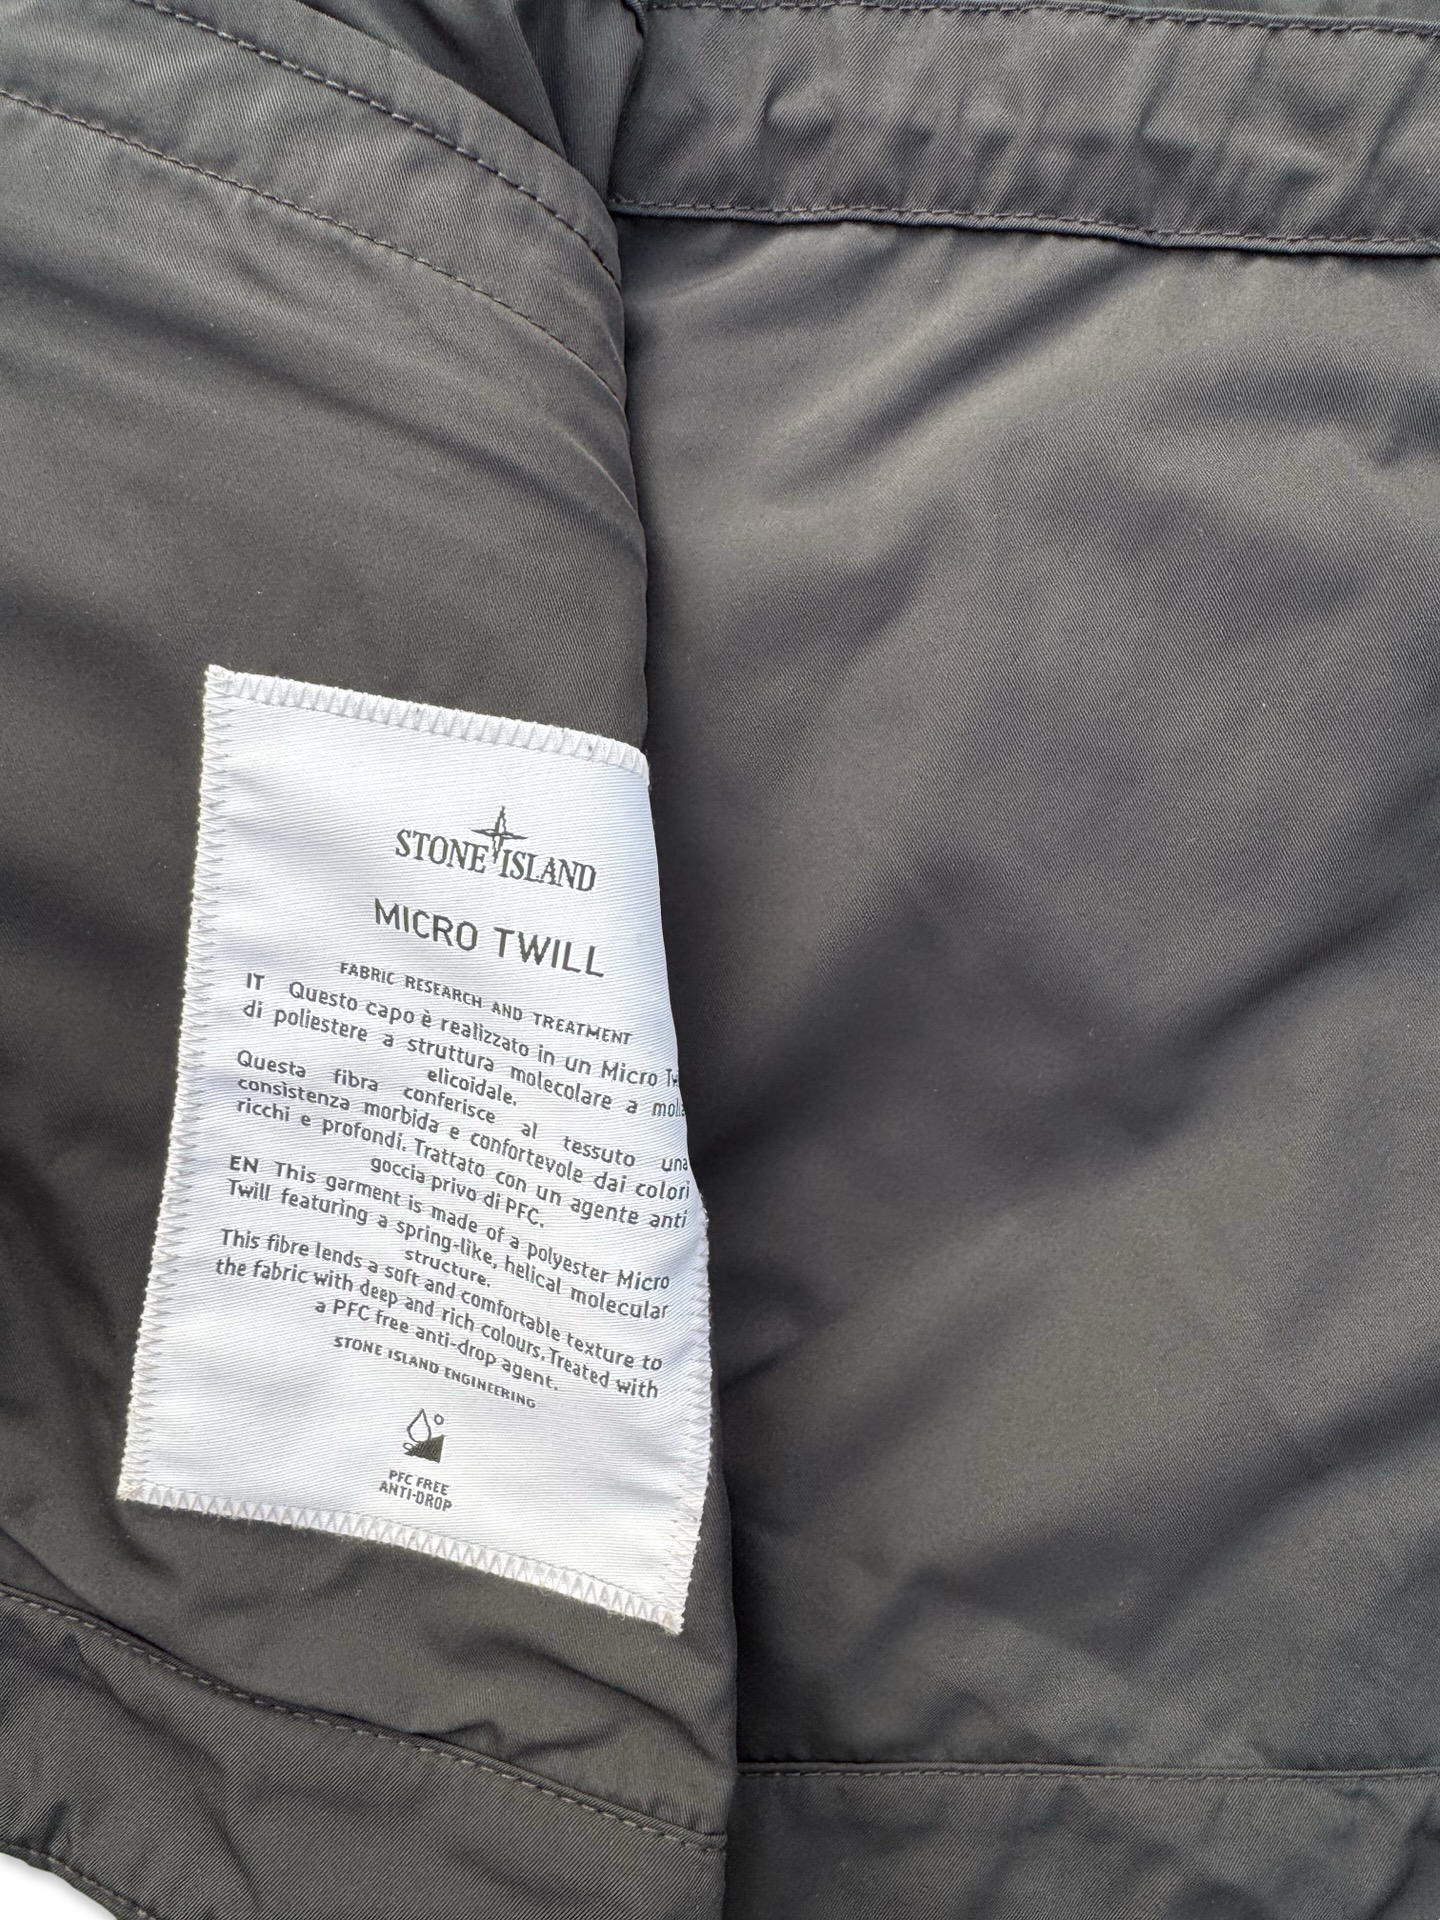 STONE ISLAND
MICRO TWILL
FABRIC RESEARCH AND TREATMENT
IT Questo capo è realizzato in un Micro
di poliestere a struttura molecolare a molla
elicoidale.
Questa fibra conferisce al tessuto una
consistenza morbida e confortevole dai colori
ricchi e profondi. Trattato con un agente anti
goccia privo di PFC.
EN This garment is made of a polyester Micro
Twill featuring a spring-like, helical molecular
structure.
This fibre lends a soft and comfortable texture to
the fabric with deep and rich colours. Treated with
a PFC free anti-drop agent.
STONE ISLAND ENGINEERING
PFC FREE
ANTI-DROP